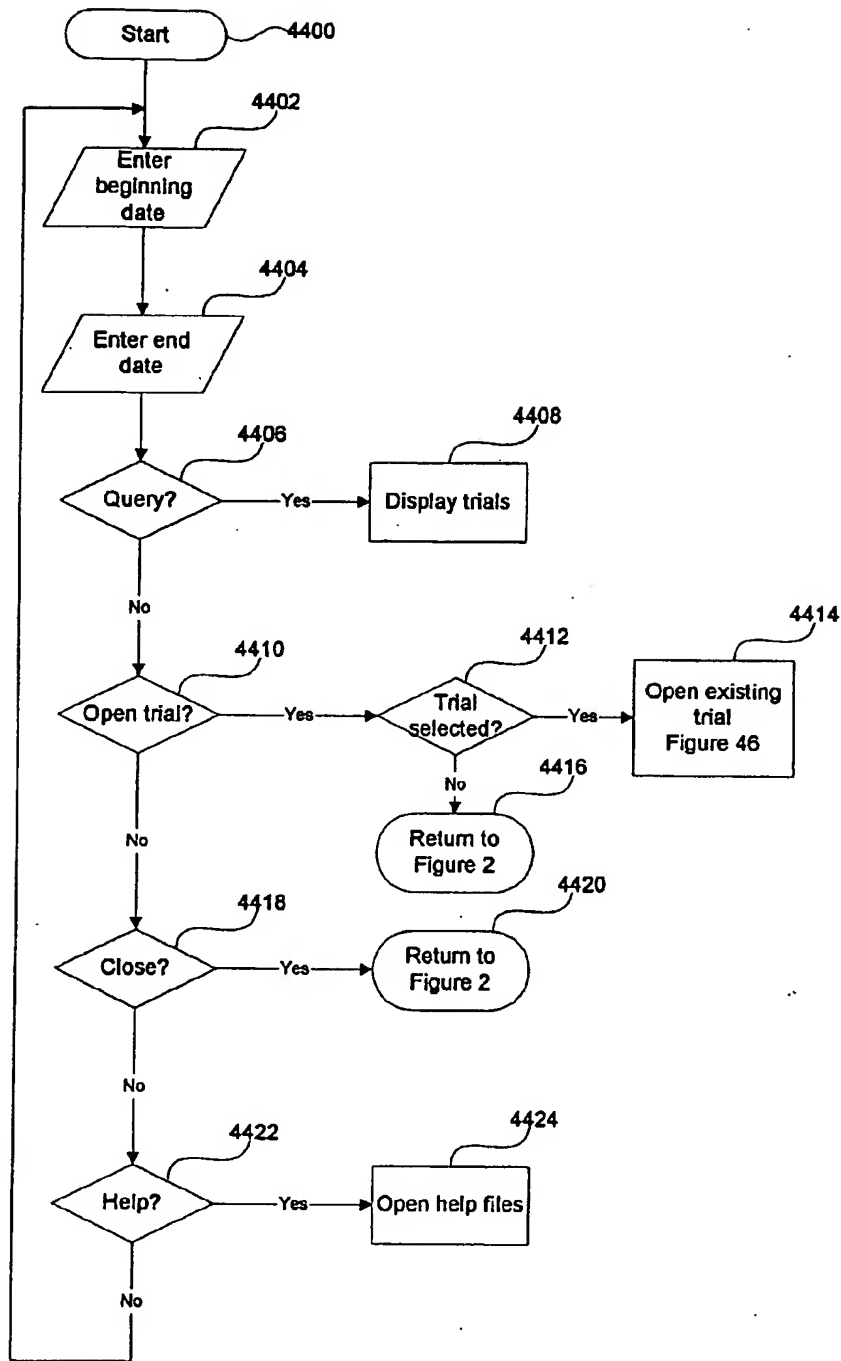 Start
4400
4402
Enter
beginning
date
4404
Enter end
date
4406
Query?
Yes
4408
Display trials
No
4410
Open trial?
Yes
4412
Trial
selected?
Yes
4414
Open existing
trial
Figure 46
No
4416
Return to
Figure 2
No
4418
Close?
Yes
4420
Return to
Figure 2
No
4422
Help?
Yes
4424
Open help files
No